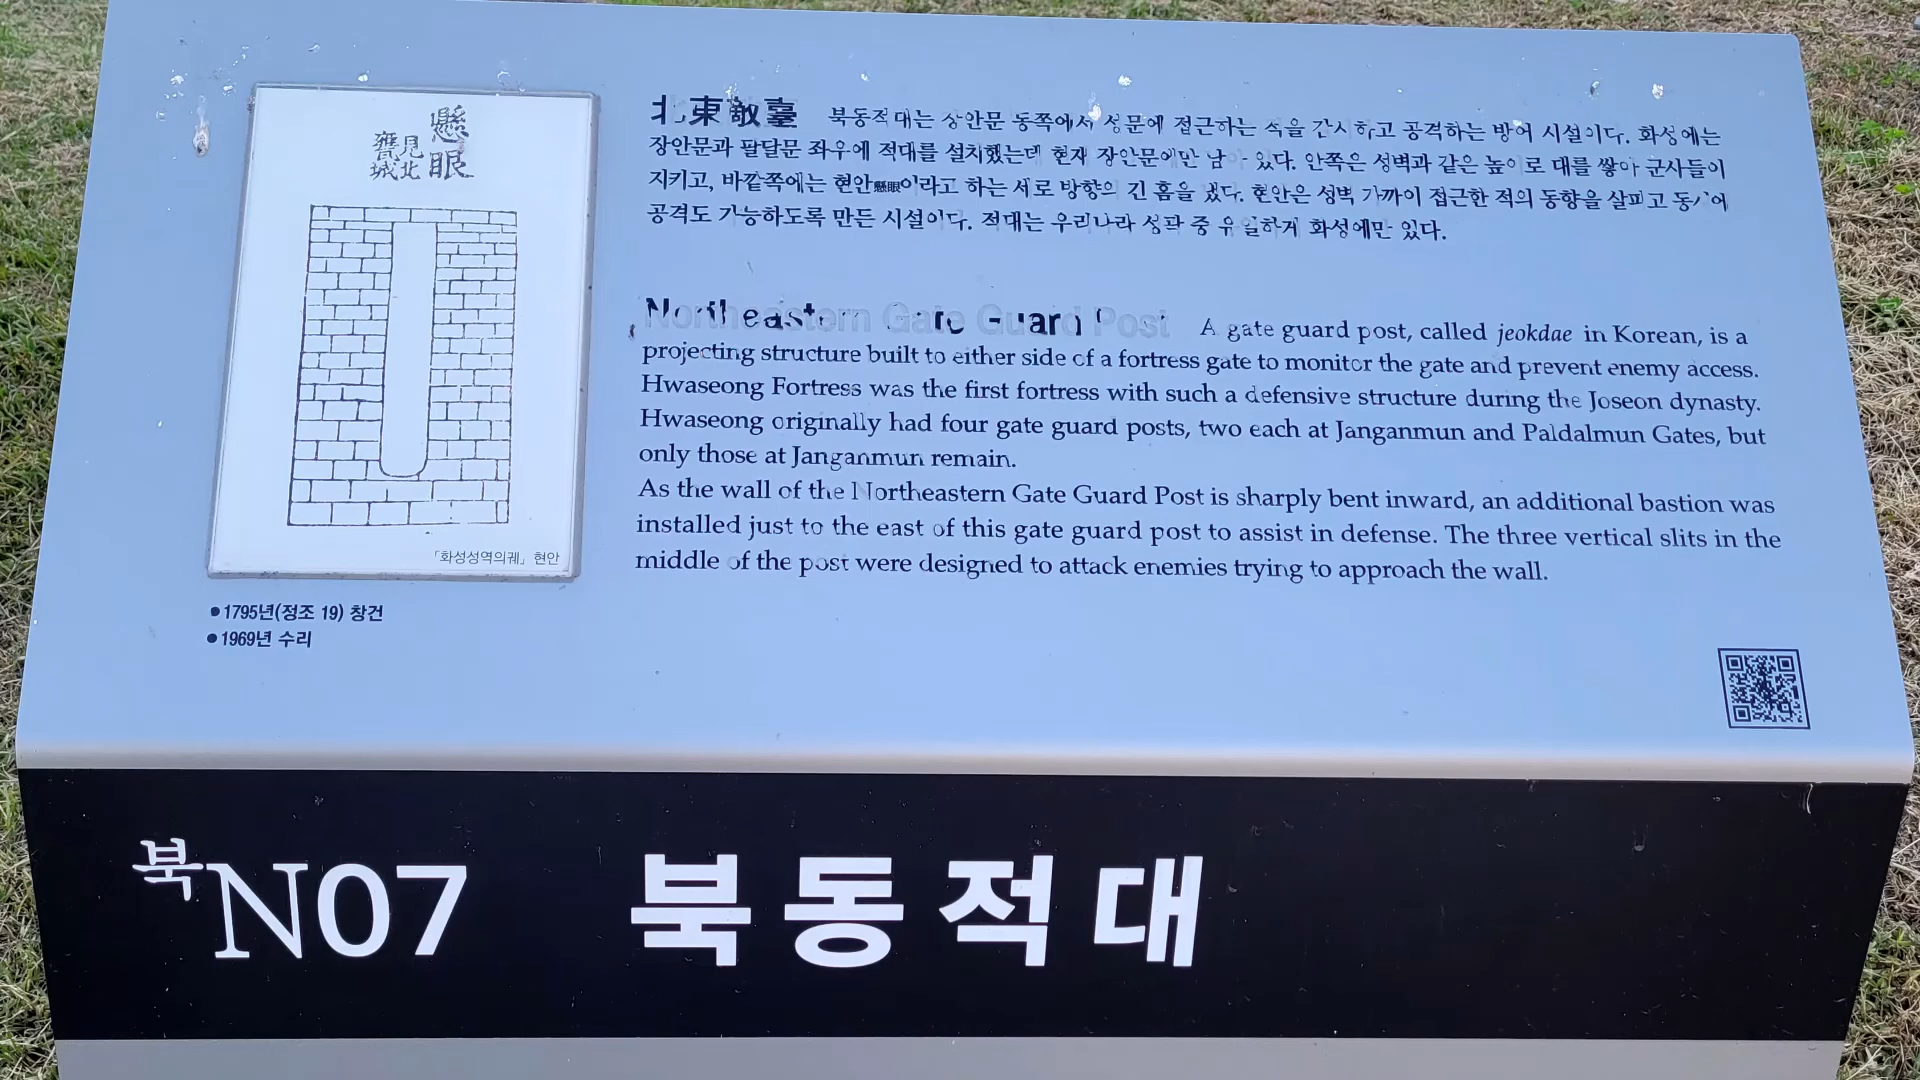 懸眼
見北
甕城
「화성성역의궤」 현안
●1795년(정조 19) 창건
●1969년 수리
北東敵臺 북동적대는 장안문 동쪽에서 성문에 접근하는 적을 감시하고 공격하는 방어 시설이다. 화성에는
장안문과 팔달문 좌우에 적대를 설치했는데 현재 장안문에만 남아 있다. 안쪽은 성벽과 같은 높이로 대를 쌓아 군사들이
지키고, 바깥쪽에는 현안懸眼이라고 하는 세로 방향의 긴 홈을 냈다. 현안은 성벽 가까이 접근한 적의 동향을 살피고 동시에
공격도 가능하도록 만든 시설이다. 적대는 우리나라 성곽 중 유일하게 화성에만 있다.
Northeastern Gate Guard Post A gate guard post, called jeokdae in Korean, is a
projecting structure built to either side of a fortress gate to monitor the gate and prevent enemy access.
Hwaseong Fortress was the first fortress with such a defensive structure during the Joseon dynasty.
Hwaseong originally had four gate guard posts, two each at Janganmun and Paldalmun Gates, but
only those at Janganmun remain.
As the wall of the Northeastern Gate Guard Post is sharply bent inward, an additional bastion was
installed just to the east of this gate guard post to assist in defense. The three vertical slits in the
middle of the post were designed to attack enemies trying to approach the wall.
북N07 북동적대